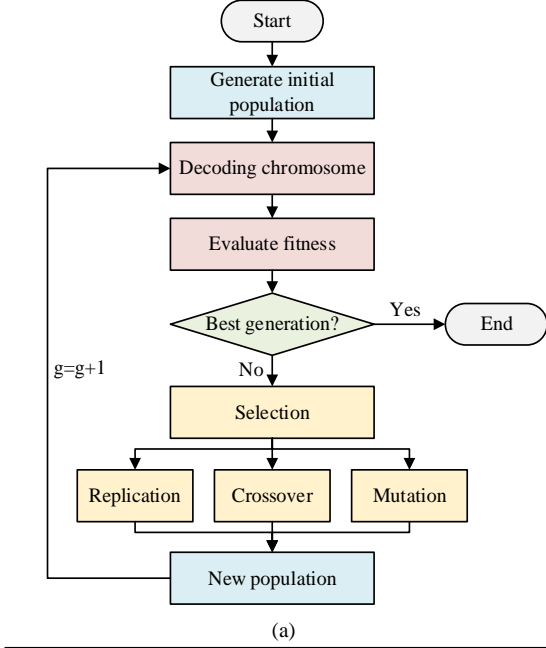 Start
Generate initial
population
Decoding chromosome
Evaluate fitness
Best generation?
Yes
End
No
g=g+1
Selection
Replication
Crossover
Mutation
New population
(a)